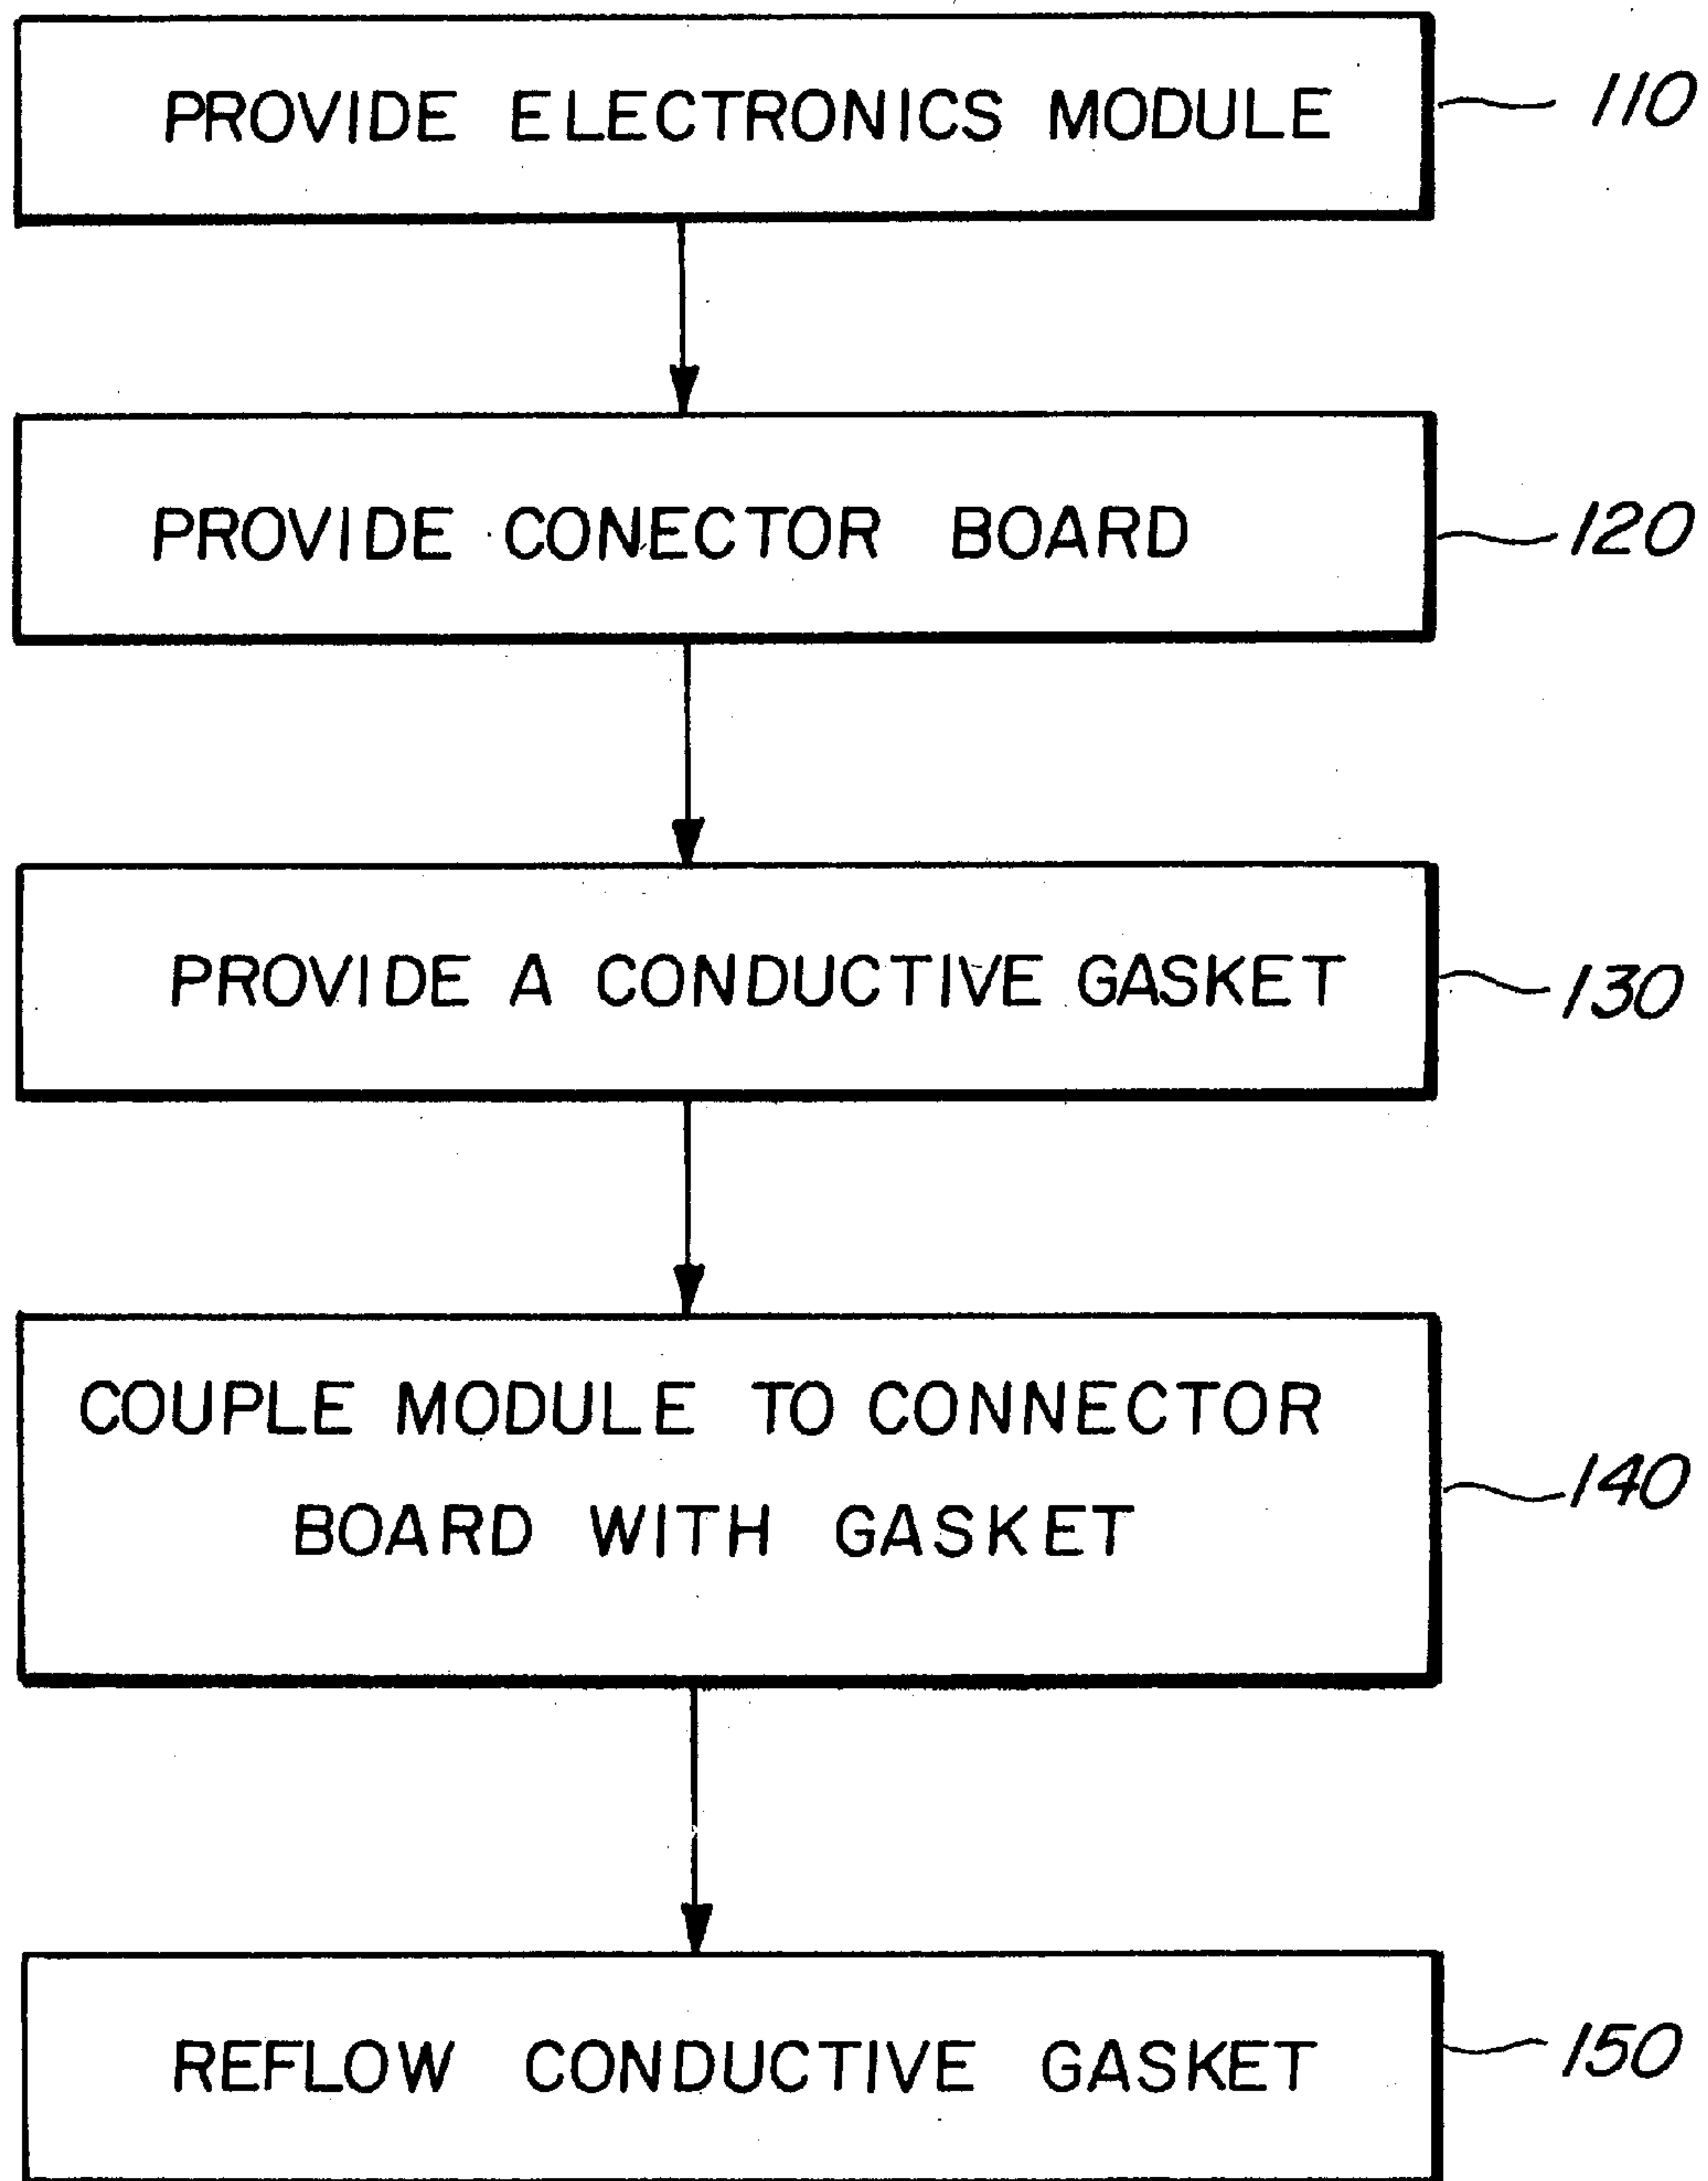 PROVIDE ELECTRONICS MODULE
110
PROVIDE CONECTOR BOARD
120
PROVIDE A CONDUCTIVE GASKET
130
COUPLE MODULE TO CONNECTOR
BOARD WITH GASKET
140
REFLOW CONDUCTIVE GASKET
150